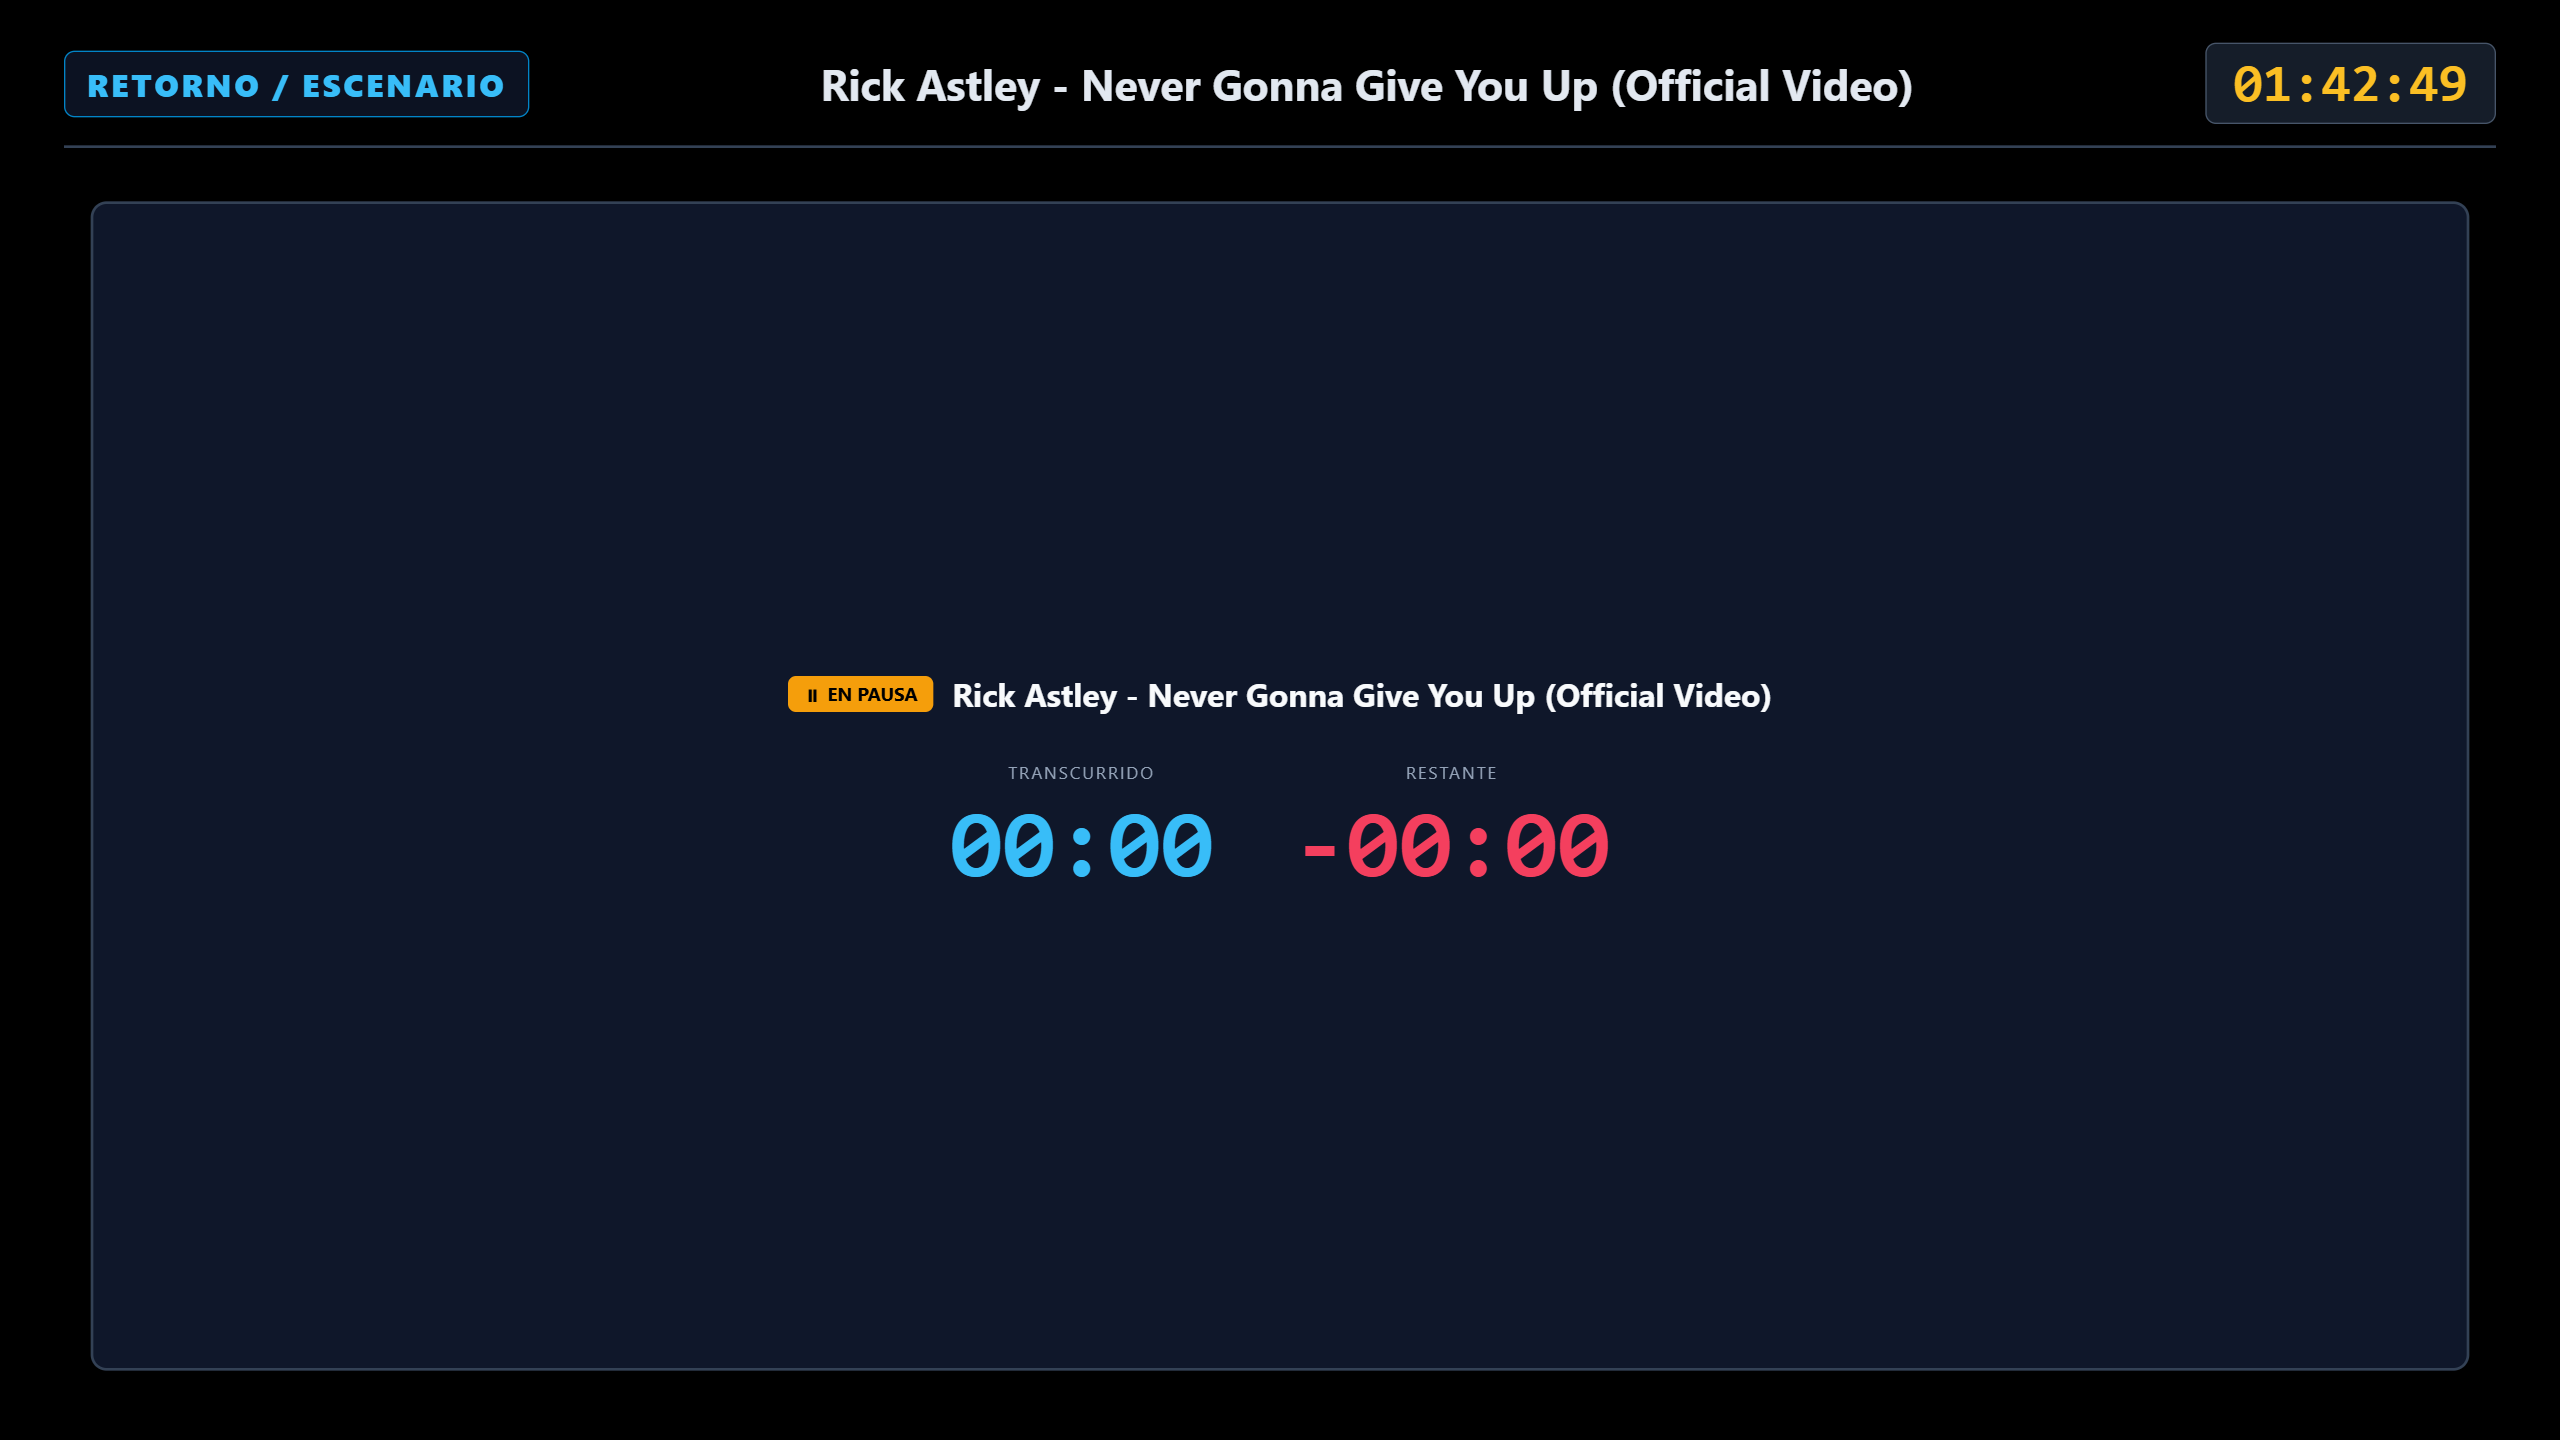 RETORNO / ESCENARIO
Rick Astley - Never Gonna Give You Up (Official Video)
01:42:49
⏸ EN PAUSA Rick Astley - Never Gonna Give You Up (Official Video)
TRANSCURRIDO RESTANTE
00:00 -00:00